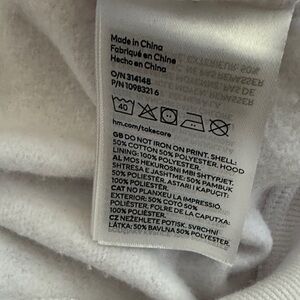 Made in China
Fabriqué en Chine
Hecho en China
O/N 314148
P/N 1098321 6
40
hm.com/takecare
GB DO NOT IRON ON PRINT. SHELL:
50% COTTON 50% POLYESTER. HOOD
LINING: 100% POLYESTER.
AL MOS HEKUROSNI MBI SHTYPJET.
SHTRESA E JASHTME: 50% PAMBUK
50% POLIESTËR. ASTARI I KAPUÇIT:
100% POLIESTËR.
CAT NO PLANXEU LA IMPRESSIÓ.
EXTERIOR: 50% COTÓ 50%
POLIÈSTER. FOLRE DE LA CAPUTXA:
100% POLIÈSTER.
CZ NEŽEHLETE POTISK. SVRCHNÍ
LÁTKA: 50% BAVLNA 50% POLYESTER.